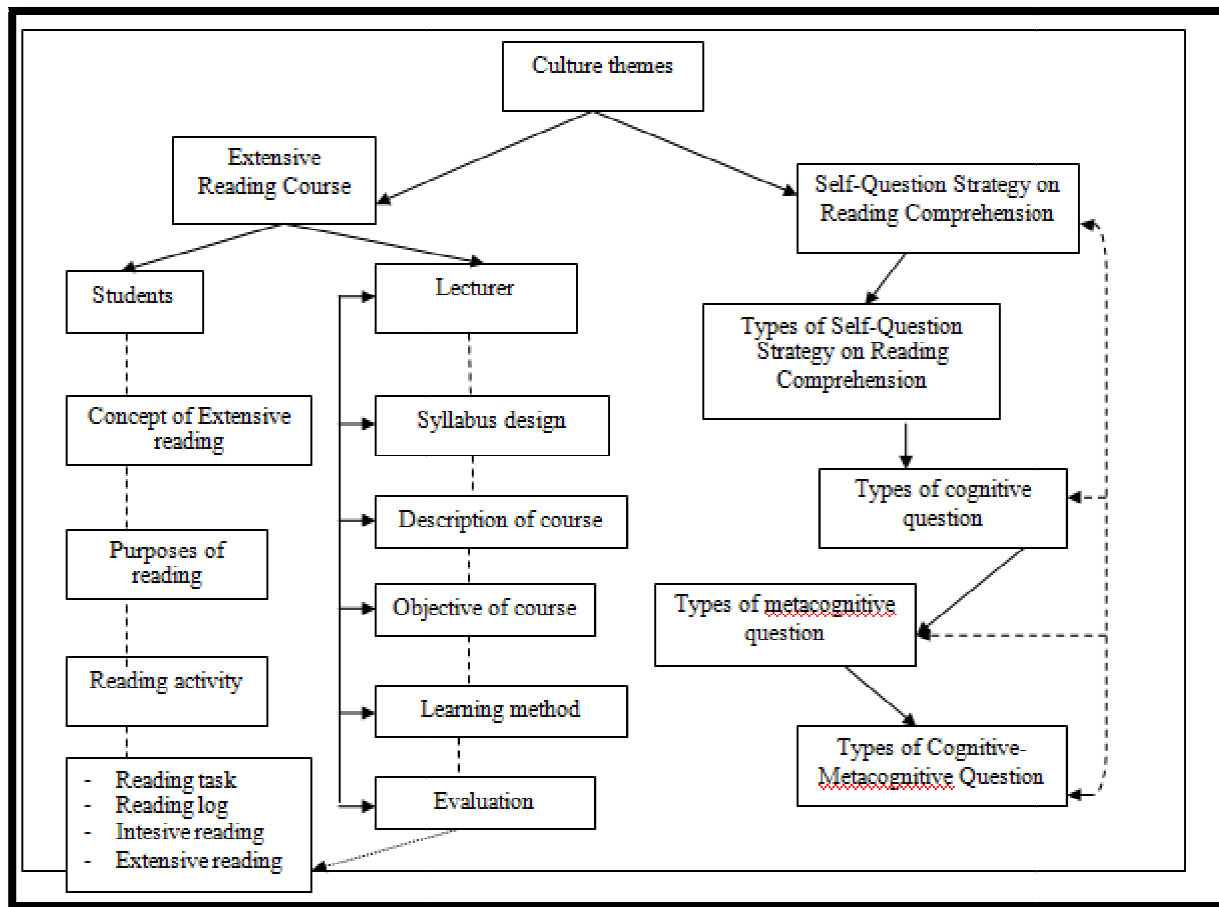 Culture themes
Extensive
Reading Course
Self-Question Strategy on
Reading Comprehension
Students
Lecturer
Types of Self-Question
Strategy on Reading
Comprehension
Concept of Extensive
reading
Syllabus design
Types of cognitive
question
Description of course
Purposes of
reading
Objective of course
Types of metacognitive
question
Reading activity
Learning method
Types of Cognitive-
Metacognitive Question
- Reading task
- Reading log
- Intesive reading
- Extensive reading
Evaluation